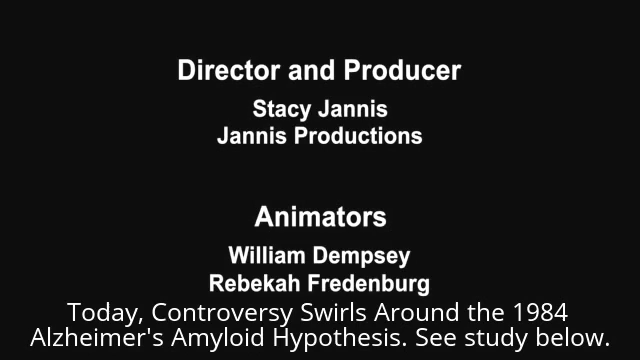 Director and Producer
Stacy Jannis
Jannis Productions
Animators
William Dempsey
Rebekah Fredenburg
Today, Controversy Swirls Around the 1984
Alzheimer's Amyloid Hypothesis. See study below.